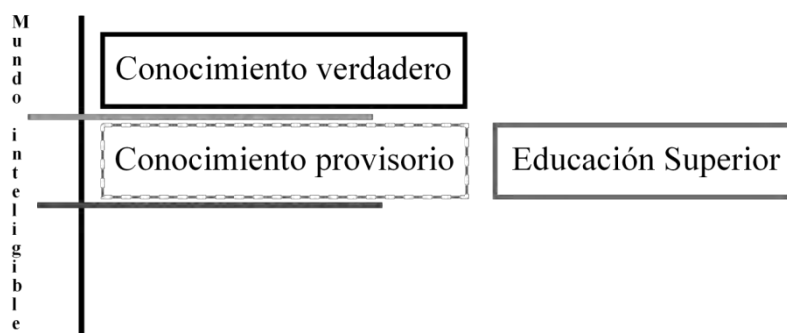 Mundo inteligible
Conocimiento verdadero
Conocimiento provisorio
Educación Superior